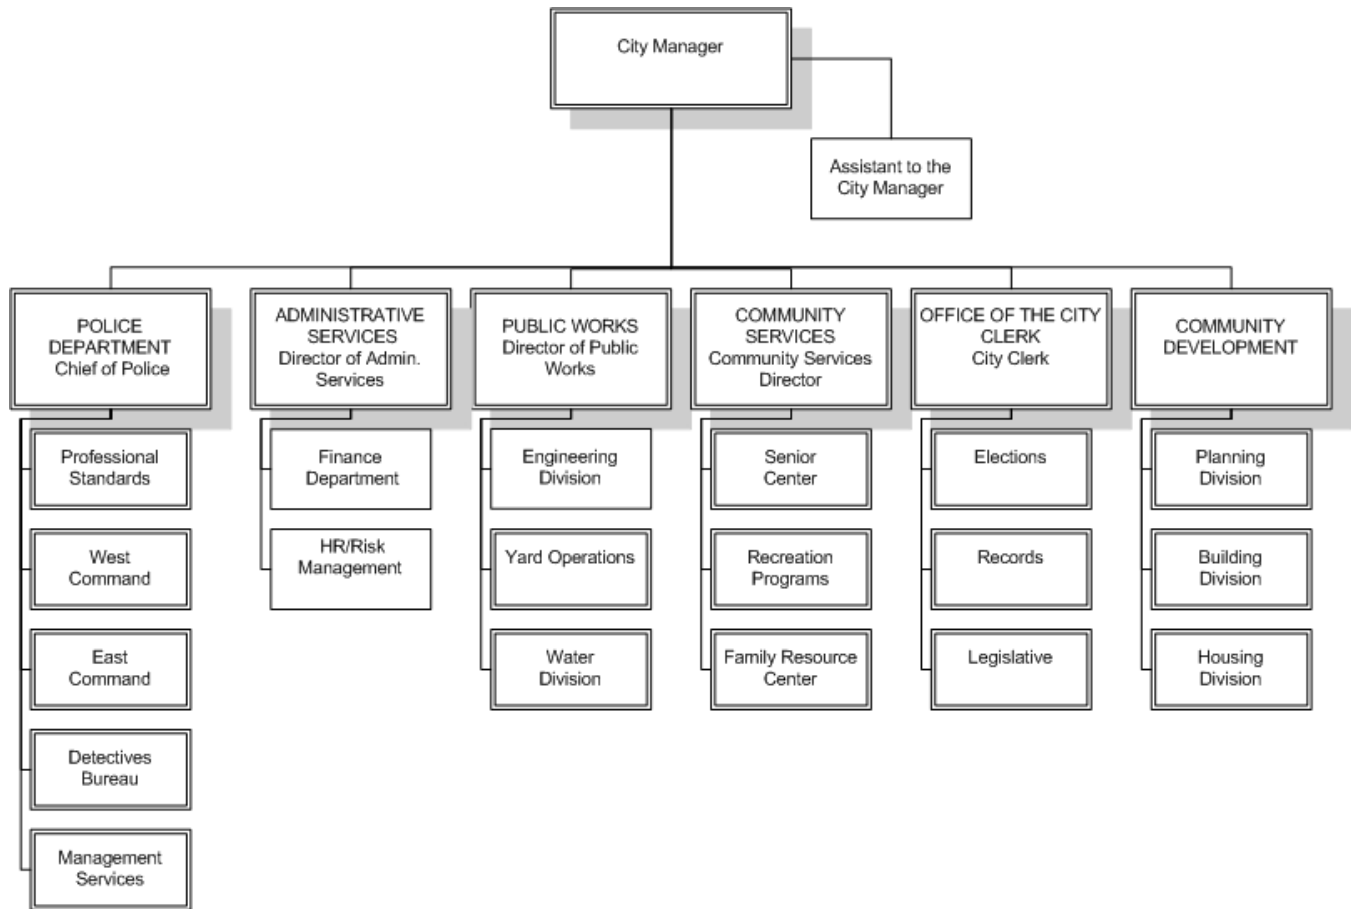 City Manager
Assistant to the
City Manager
POLICE
DEPARTMENT
Chief of Police
ADMINISTRATIVE
SERVICES
Director of Admin.
Services
PUBLIC WORKS
Director of Public
Works
COMMUNITY
SERVICES
Community Services
Director
OFFICE OF THE CITY
CLERK
City Clerk
COMMUNITY
DEVELOPMENT
Professional
Standards
West
Command
East
Command
Detectives
Bureau
Management
Services
Finance
Department
HR/Risk
Management
Engineering
Division
Yard Operations
Water
Division
Senior
Center
Recreation
Programs
Family Resource
Center
Elections
Records
Legislative
Planning
Division
Building
Division
Housing
Division